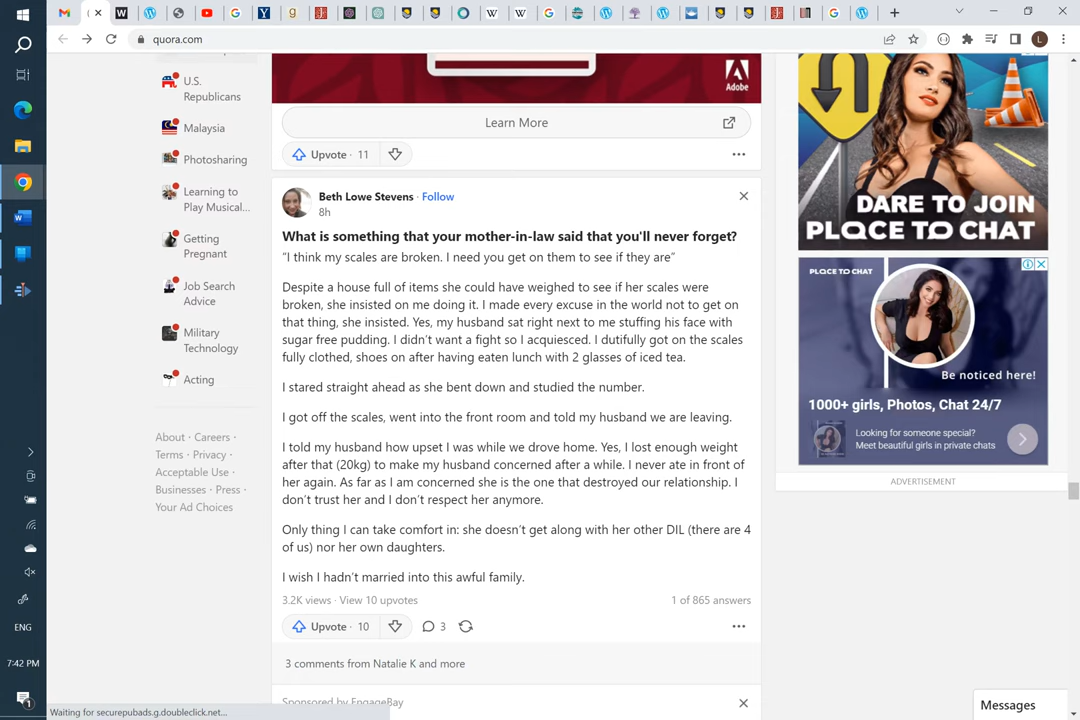 quora.com
U.S.
Republicans
Malaysia
Photosharing
Learning to
Play Musical...
Getting
Pregnant
Job Search
Advice
Military
Technology
Acting
About · Careers ·
Terms · Privacy ·
Acceptable Use ·
Businesses · Press ·
Your Ad Choices
Adobe
Learn More
Upvote · 11
Beth Lowe Stevens · Follow
8h
What is something that your mother-in-law said that you'll never forget?
“I think my scales are broken. I need you get on them to see if they are”
Despite a house full of items she could have weighed to see if her scales were
broken, she insisted on me doing it. I made every excuse in the world not to get on
that thing, she insisted. Yes, my husband sat right next to me stuffing his face with
sugar free pudding. I didn’t want a fight so I acquiesced. I dutifully got on the scales
fully clothed, shoes on after having eaten lunch with 2 glasses of iced tea.
I stared straight ahead as she bent down and studied the number.
I got off the scales, went into the front room and told my husband we are leaving.
I told my husband how upset I was while we drove home. Yes, I lost enough weight
after that (20kg) to make my husband concerned after a while. I never ate in front of
her again. As far as I am concerned she is the one that destroyed our relationship. I
don’t trust her and I don’t respect her anymore.
Only thing I can take comfort in: she doesn’t get along with her other DIL (there are 4
of us) nor her own daughters.
I wish I hadn’t married into this awful family.
3.2K views · View 10 upvotes
1 of 865 answers
Upvote · 10
3
3 comments from Natalie K and more
Sponsored by EngageBay
DARE TO JOIN
PLQCE TO CHAT
PLQCE TO CHAT
Be noticed here!
1000+ girls, Photos, Chat 24/7
Looking for someone special?
Meet beautiful girls in private chats
ADVERTISEMENT
Messages
ENG
7:42 PM
1
Waiting for securepubads.g.doubleclick.net...